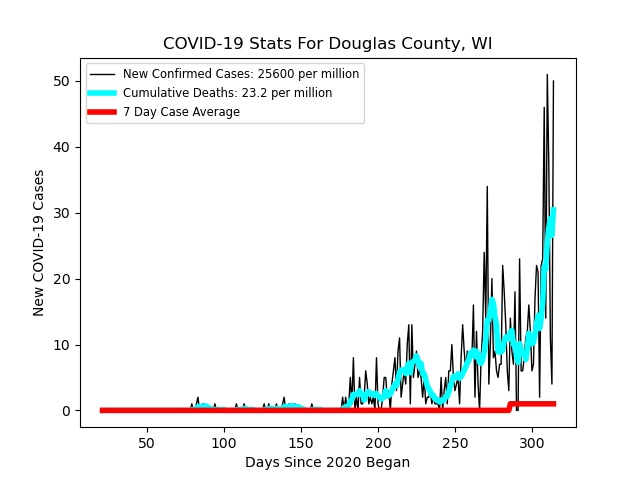 COVID-19 Stats For Douglas County, WI
New Confirmed Cases: 25600 per million
Cumulative Deaths: 23.2 per million
7 Day Case Average
50
40
30
20
10
0
New COVID-19 Cases
50 100 150 200 250 300
Days Since 2020 Began